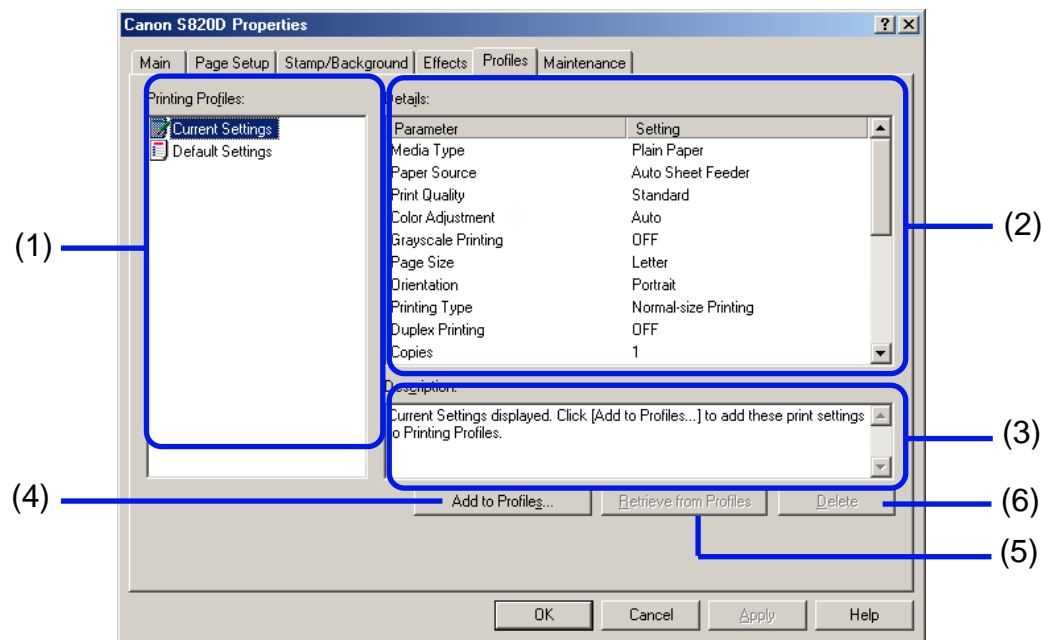 Canon S820D Properties
Main Page Setup Stamp/Background Effects Profiles Maintenance
Printing Profiles:
Current Settings
Default Settings
Details:
Parameter Setting
Media Type Plain Paper
Paper Source Auto Sheet Feeder
Print Quality Standard
Color Adjustment Auto
Grayscale Printing OFF
Page Size Letter
Orientation Portrait
Printing Type Normal-size Printing
Duplex Printing OFF
Copies 1
Description:
Current Settings displayed. Click [Add to Profiles...] to add these print settings
to Printing Profiles.
Add to Profiles... Retrieve from Profiles Delete
OK Cancel Apply Help
(1)
(2)
(3)
(4)
(6)
(5)